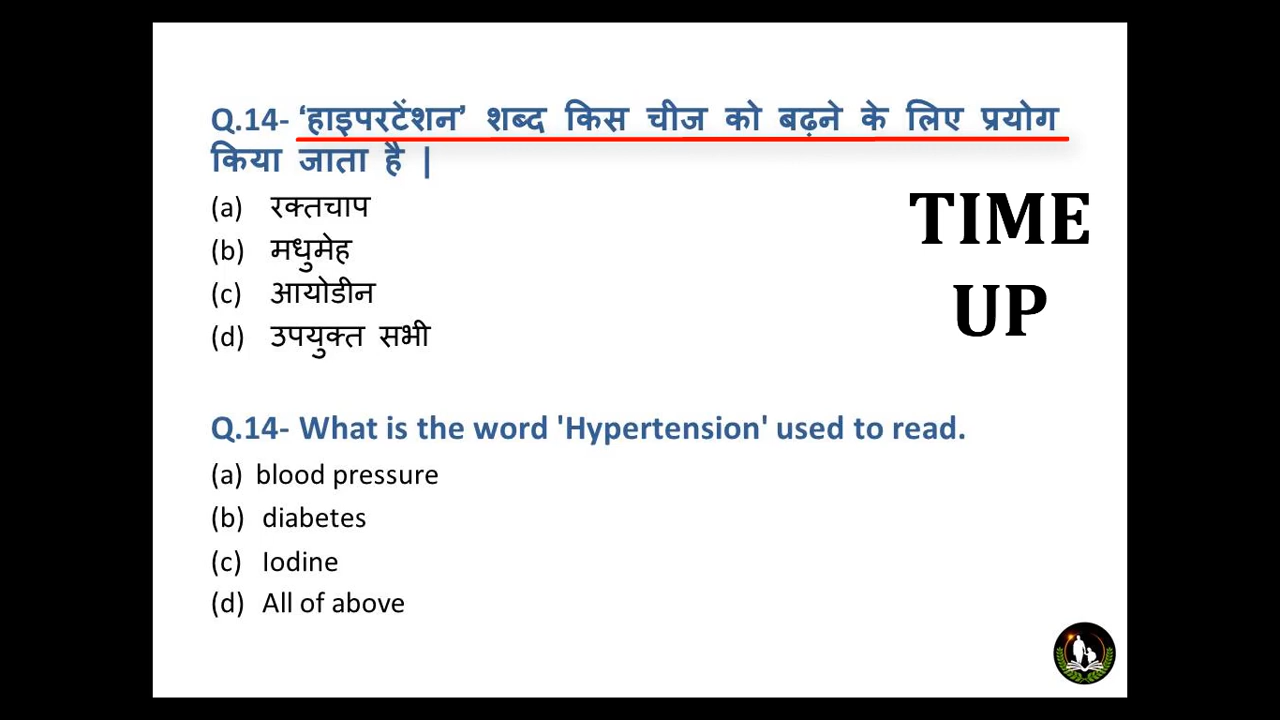 Q.14- ‘हाइपरटेंशन’ शब्द किस चीज को बढ़ने के लिए प्रयोग
किया जाता है |
(a) रक्तचाप
(b) मधुमेह
(c) आयोडीन
(d) उपयुक्त सभी
TIME
UP
Q.14- What is the word 'Hypertension' used to read.
(a) blood pressure
(b) diabetes
(c) Iodine
(d) All of above